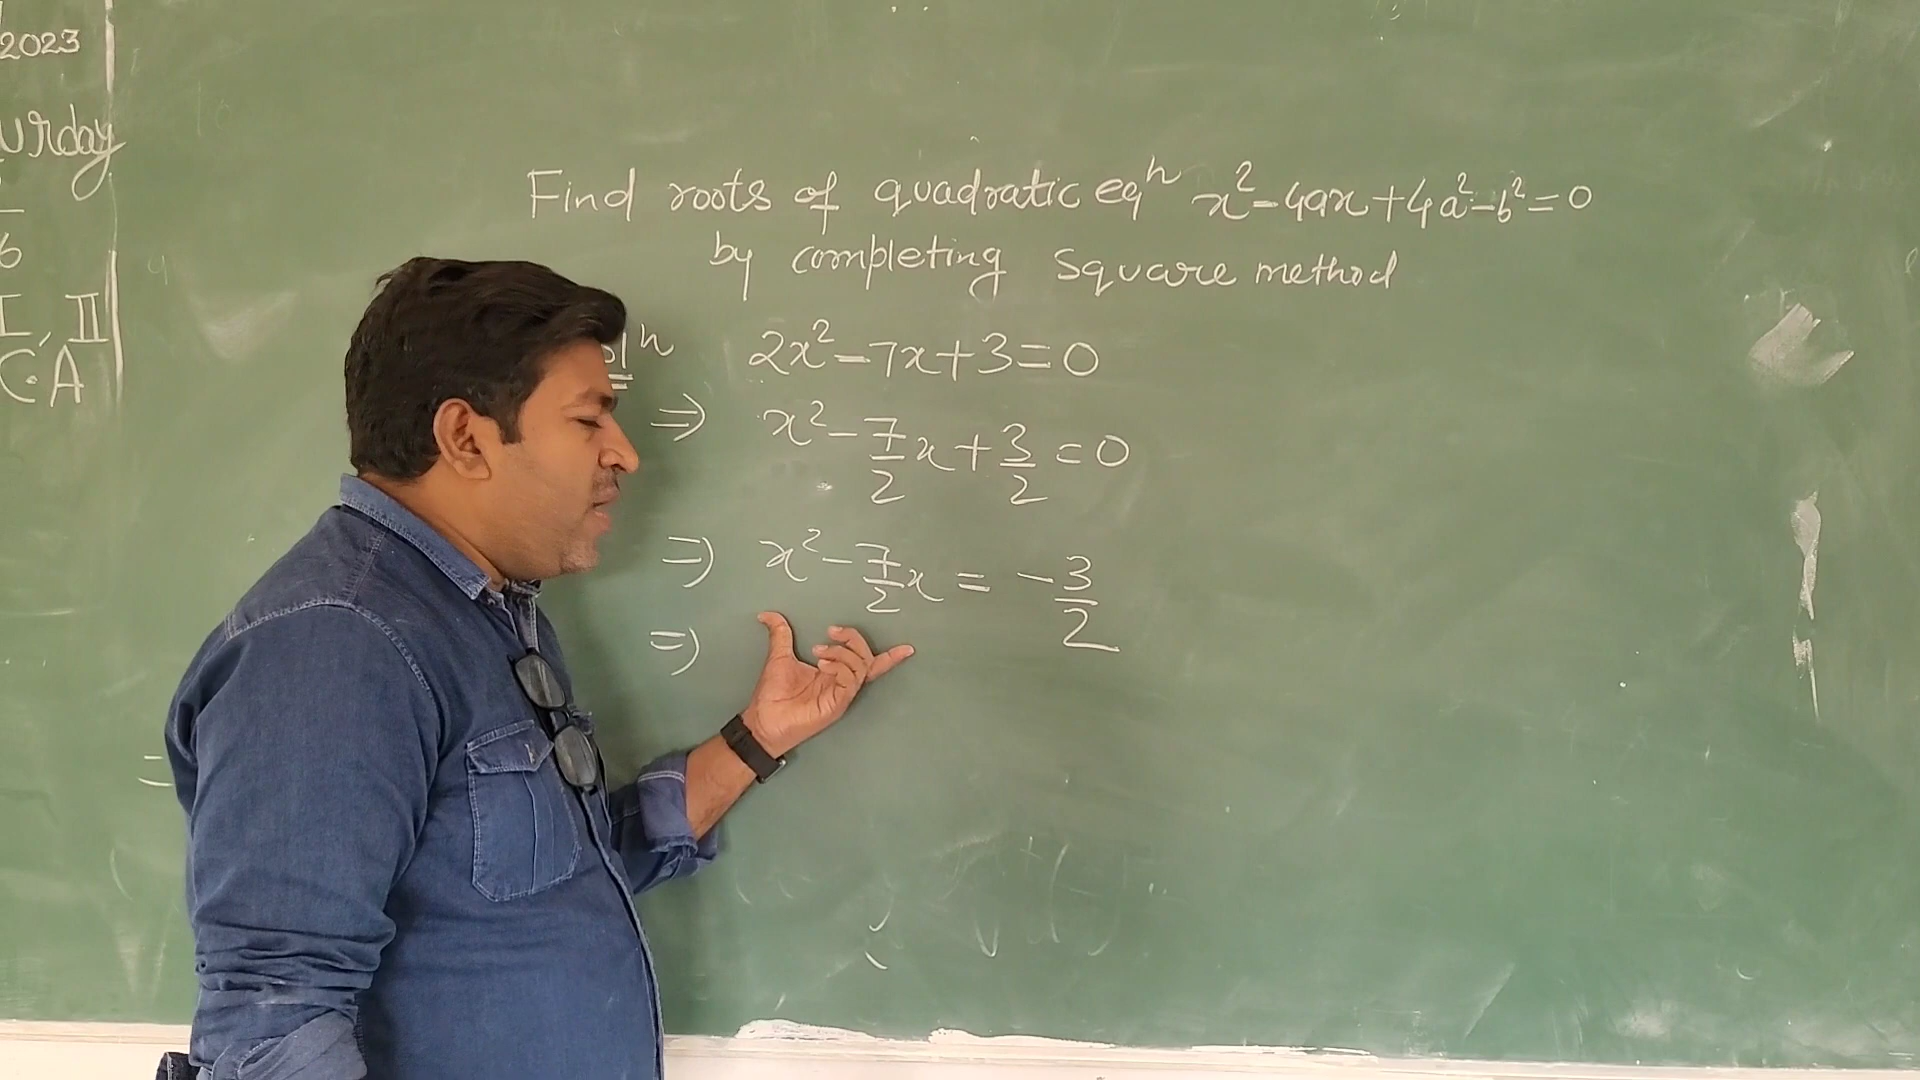 2023
urday
6
I, II
C.A
Find roots of quadratic eqⁿ x²-4ax+4a²-b²=0
by completing square method
olⁿ 2x²-7x+3=0
⇒ x²-7/2x+3/2=0
⇒ x²-7/2x = -3/2
⇒
=